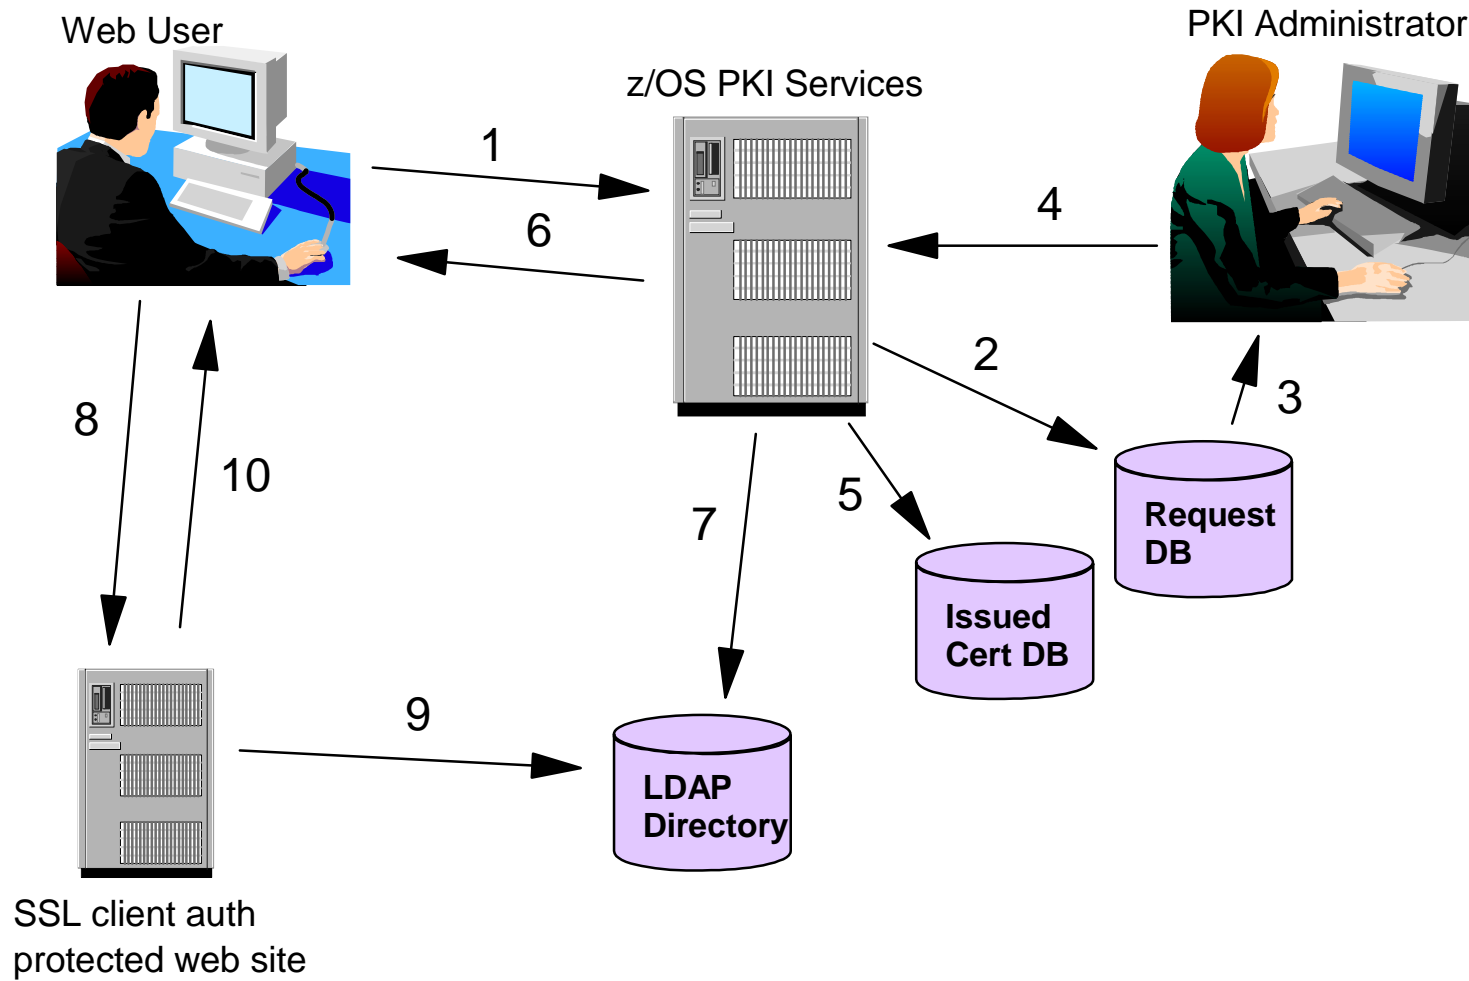 Web User
PKI Administrator
z/OS PKI Services
1
6
4
2
3
8
10
5
7
Request
DB
Issued
Cert DB
9
LDAP
Directory
SSL client auth
protected web site